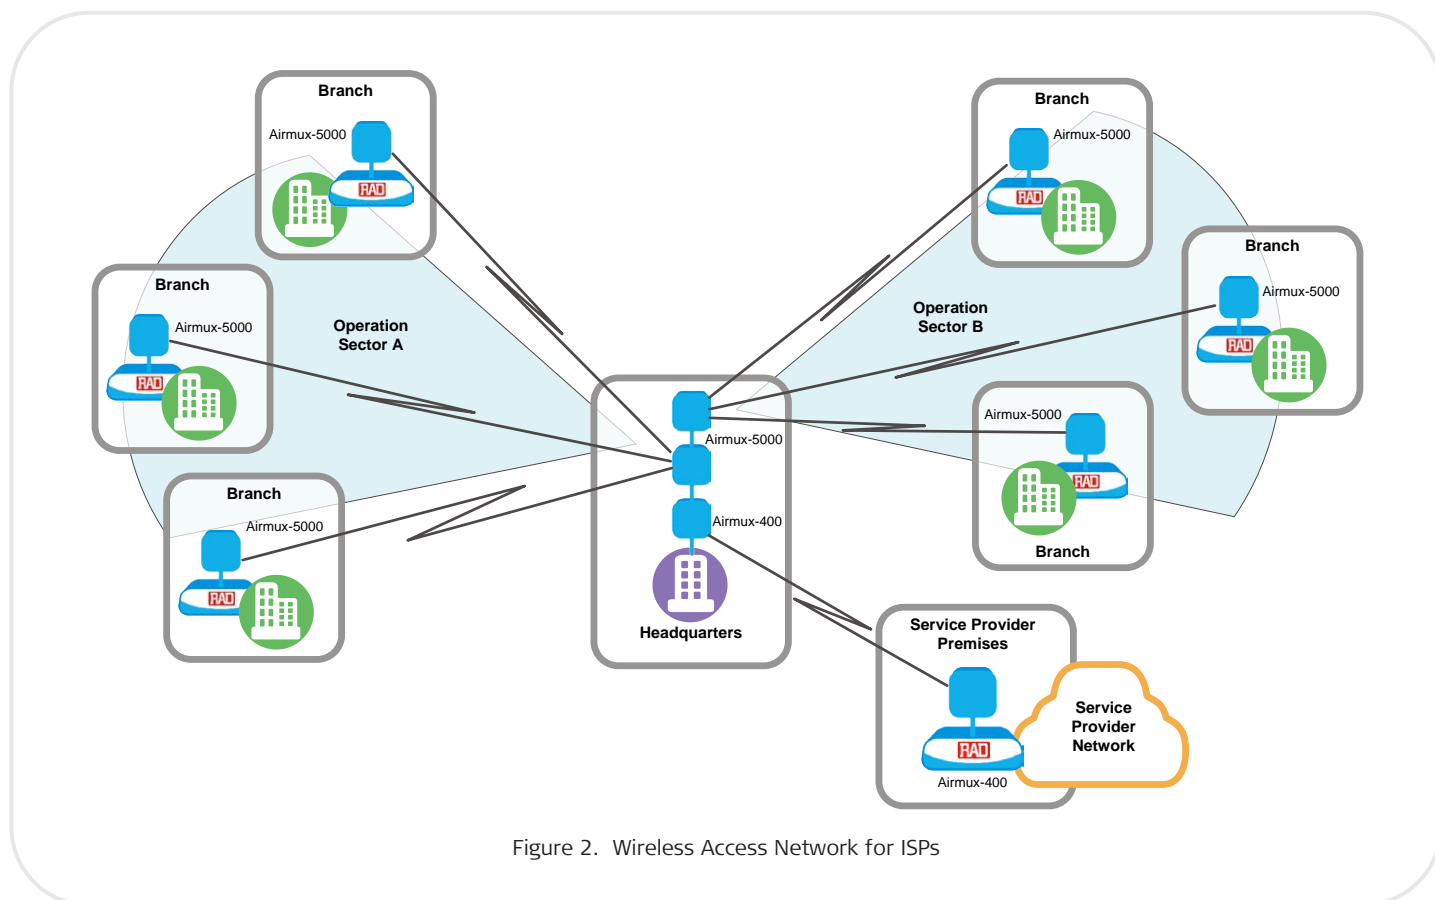 Branch
Airmux-5000
RAD
Branch
Airmux-5000
RAD
Branch
Airmux-5000
RAD
Operation
Sector A
Branch
Airmux-5000
RAD
Branch
Airmux-5000
RAD
Operation
Sector B
Airmux-5000
RAD
Branch
Airmux-5000
Airmux-400
Headquarters
Service Provider
Premises
RAD
Airmux-400
Service
Provider
Network
Figure 2. Wireless Access Network for ISPs